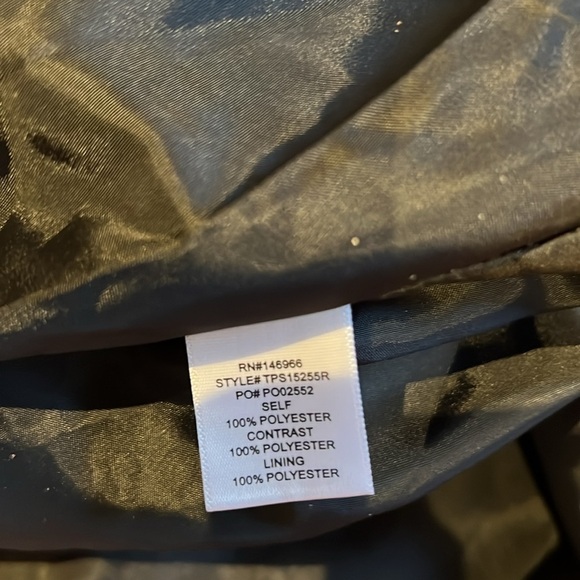 RN#146966
STYLE# TPS15255R
PO# PO02552
SELF
100% POLYESTER
CONTRAST
100% POLYESTER
LINING
100% POLYESTER